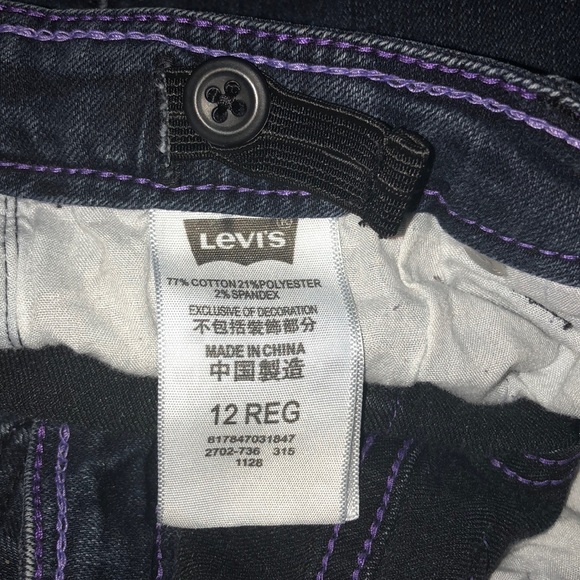 LEVI'S
77% COTTON 21% POLYESTER
2% SPANDEX
EXCLUSIVE OF DECORATION
不包括裝飾部分
MADE IN CHINA
中国製造
12 REG
617847031847
2702-736 315
1128